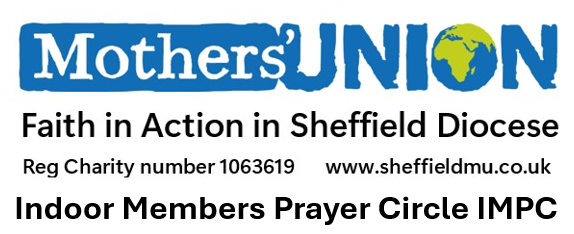 Mothers' UNION
Faith in Action in Sheffield Diocese
Reg Charity number 1063619 www.sheffieldmu.co.uk
Indoor Members Prayer Circle IMPC